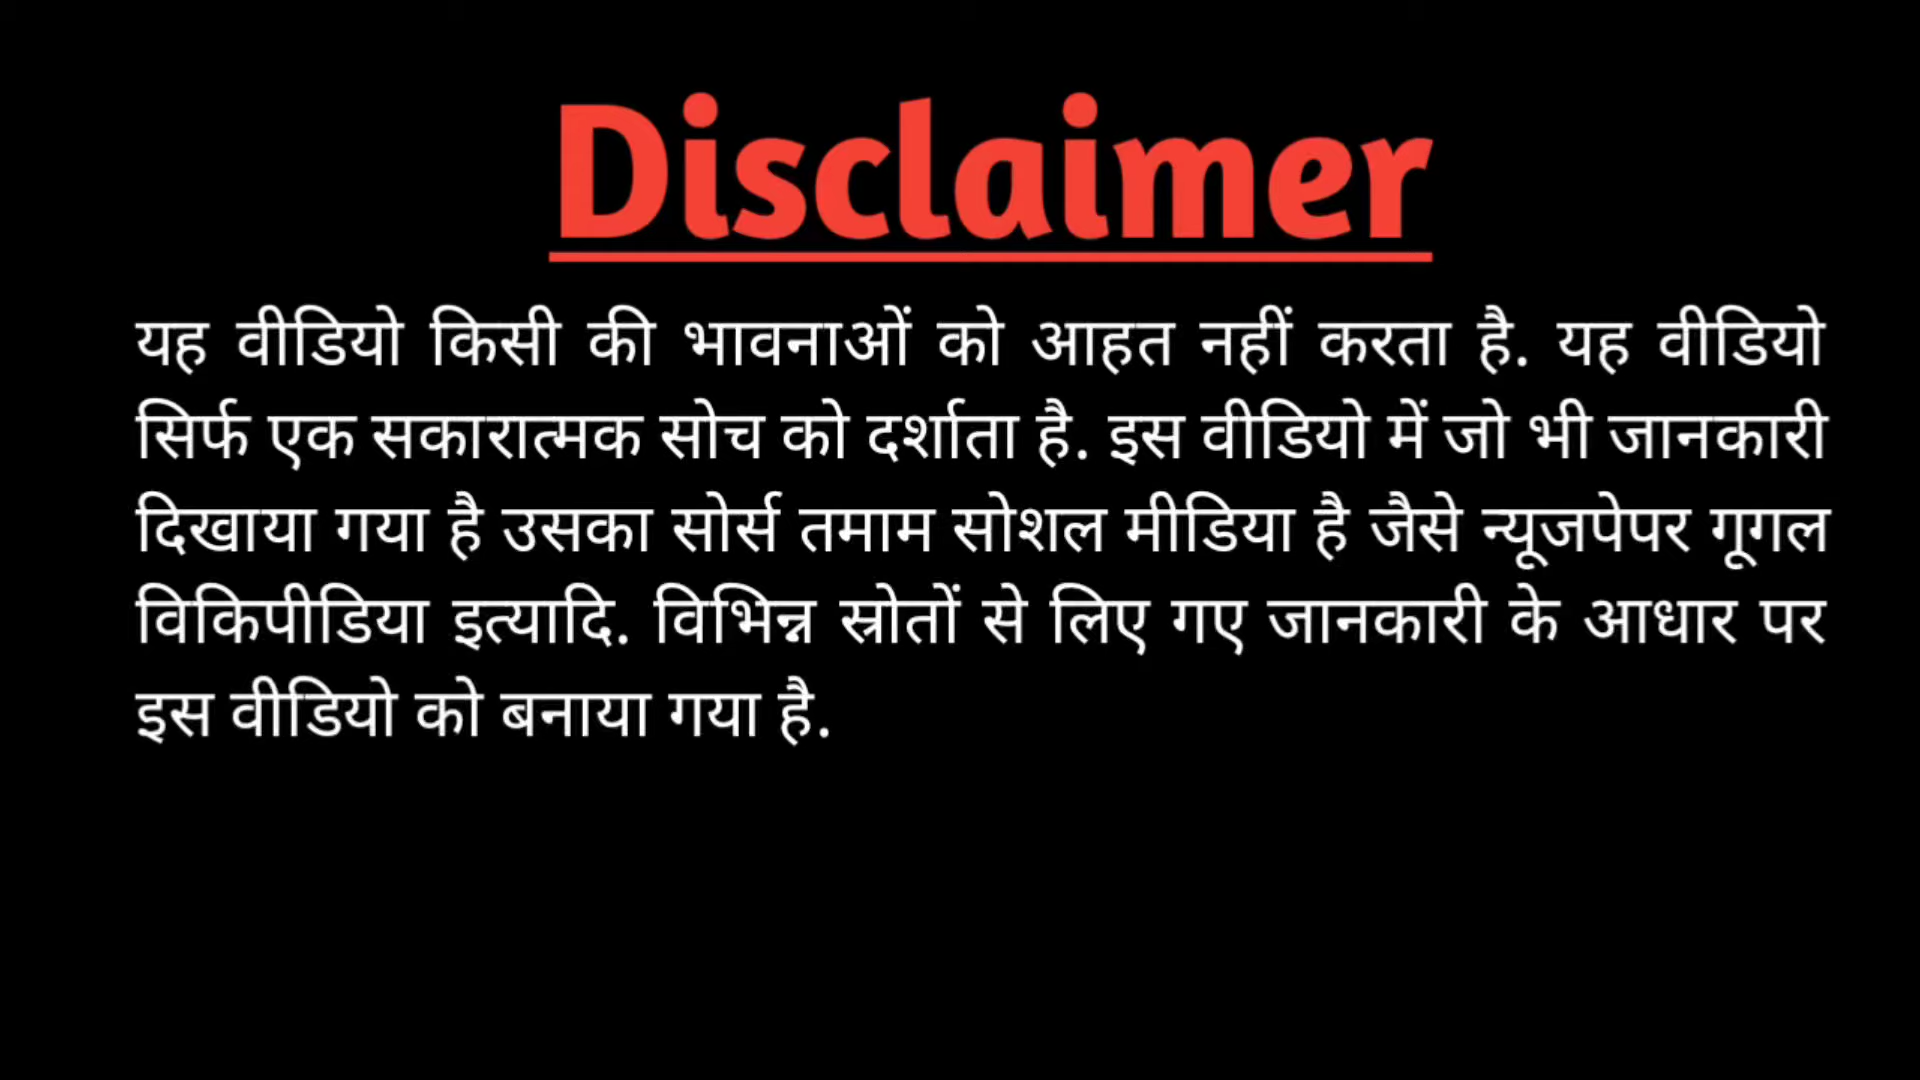 Disclaimer
यह वीडियो किसी की भावनाओं को आहत नहीं करता है. यह वीडियो
सिर्फ एक सकारात्मक सोच को दर्शाता है. इस वीडियो में जो भी जानकारी
दिखाया गया है उसका सोर्स तमाम सोशल मीडिया है जैसे न्यूजपेपर गूगल
विकिपीडिया इत्यादि. विभिन्न स्रोतों से लिए गए जानकारी के आधार पर
इस वीडियो को बनाया गया है.